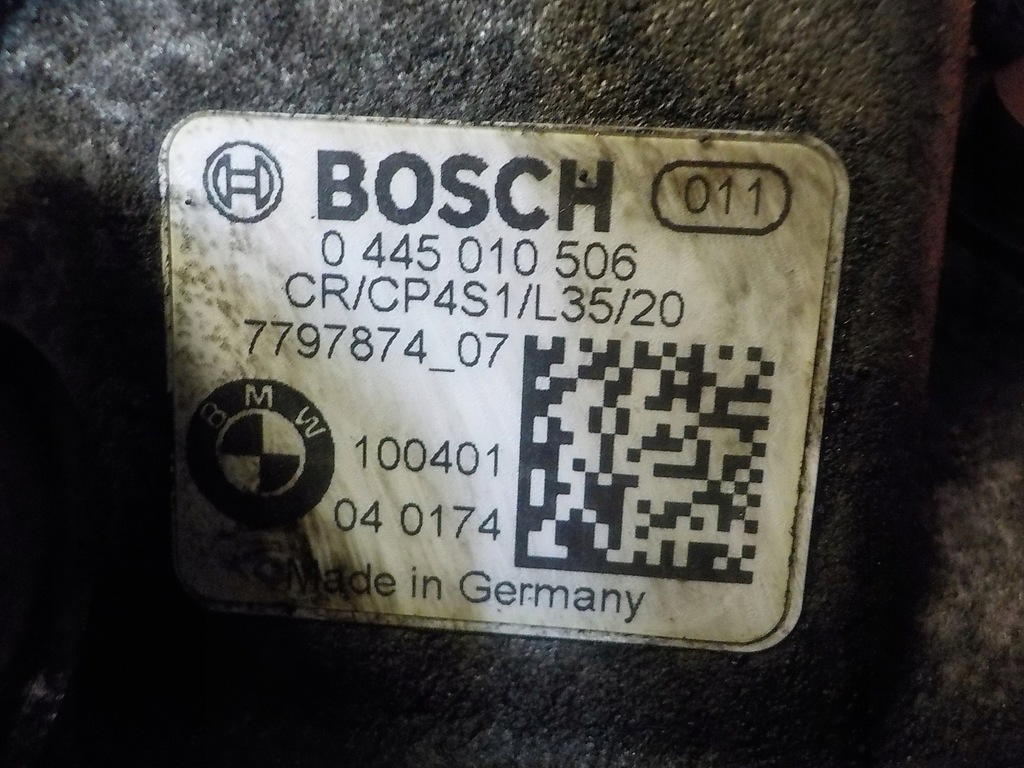 BOSCH 011
0 445 010 506
CR/CP4S1/L35/20
7797874_07
BMW
100401
04 0174
Made in Germany